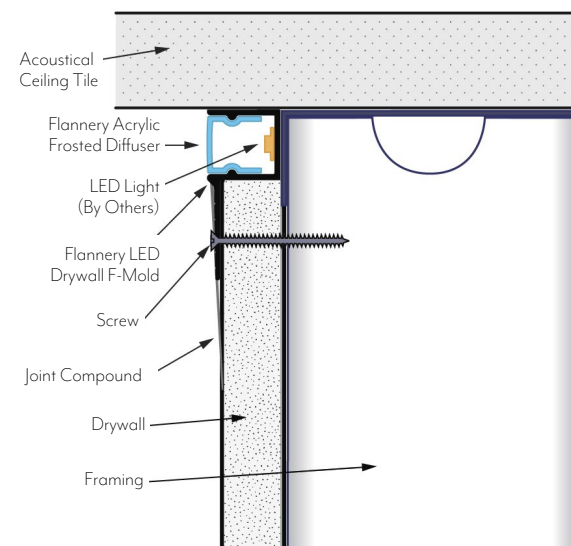 Acoustical
Ceiling Tile
Flannery Acrylic
Frosted Diffuser
LED Light
(By Others)
Flannery LED
Drywall F-Mold
Screw
Joint Compound
Drywall
Framing